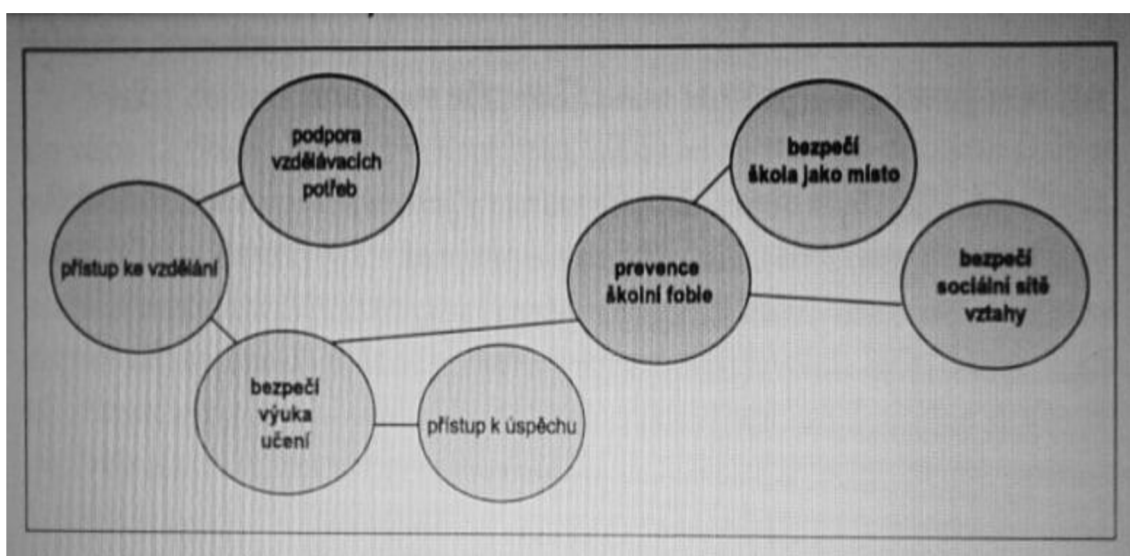 podpora
vzdělávacích
potřeb
přístup ke vzdělání
bezpečí
výuka
učení
přístup k úspěchu
prevence
školní fobie
bezpečí
škola jako místo
bezpečí
sociální sítě
vztahy